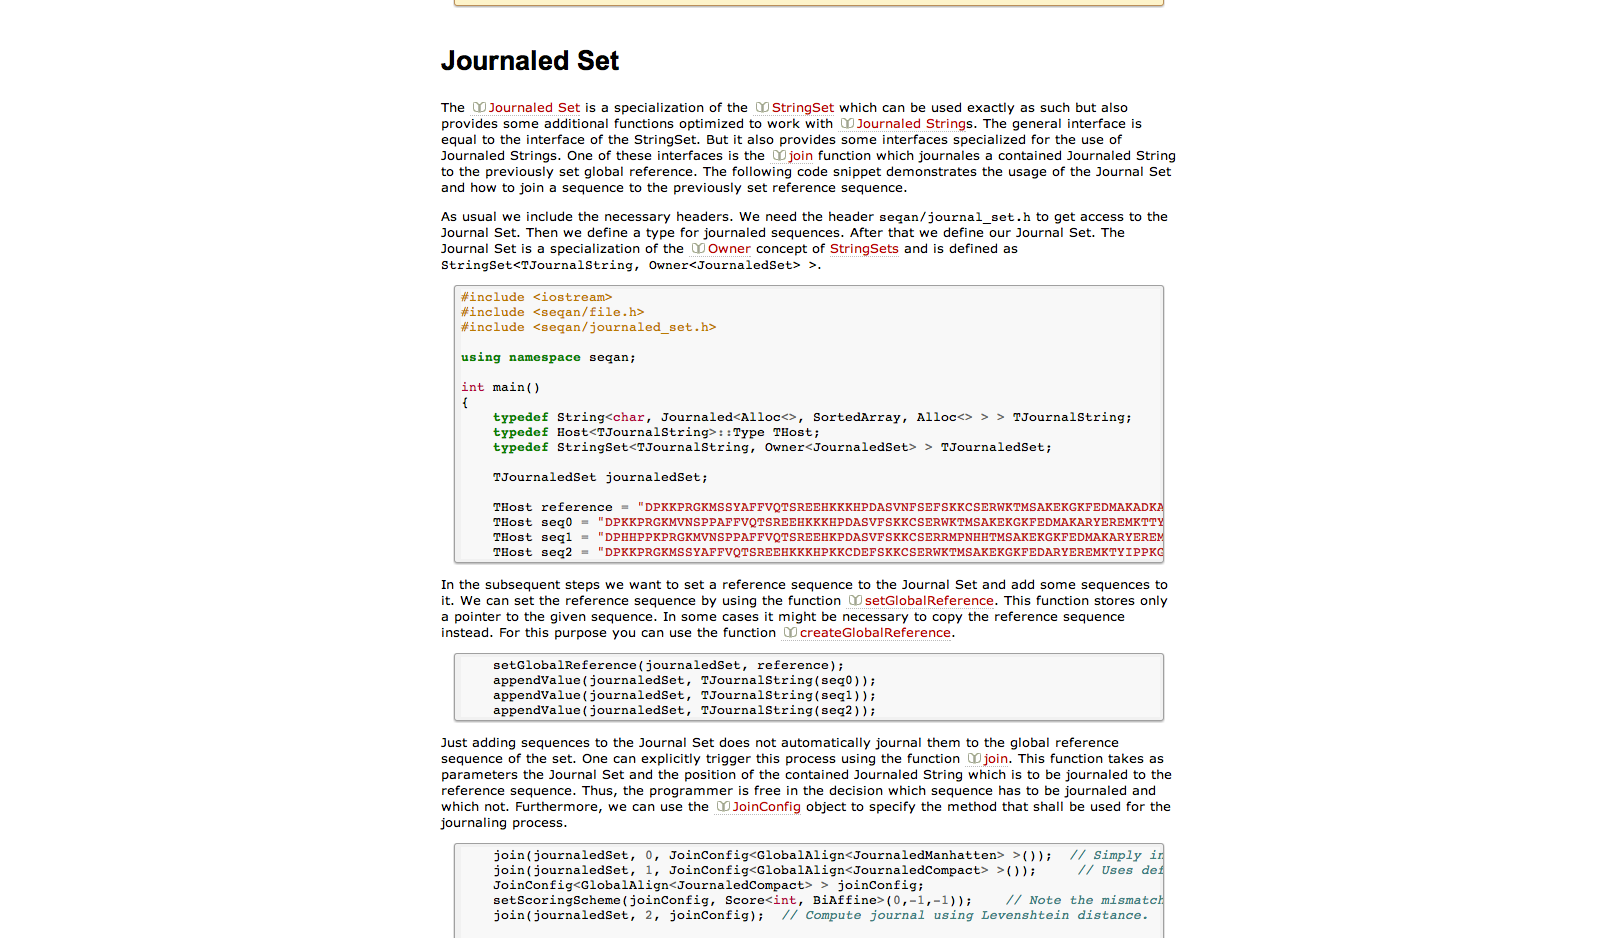 Journaled Set
The Journaled Set is a specialization of the StringSet which can be used exactly as such but also
provides some additional functions optimized to work with Journaled Strings. The general interface is
equal to the interface of the StringSet. But it also provides some interfaces specialized for the use of
Journaled Strings. One of these interfaces is the join function which journales a contained Journaled String
to the previously set global reference. The following code snippet demonstrates the usage of the Journal Set
and how to join a sequence to the previously set reference sequence.
As usual we include the necessary headers. We need the header seqan/journal_set.h to get access to the
Journal Set. Then we define a type for journaled sequences. After that we define our Journal Set. The
Journal Set is a specialization of the Owner concept of StringSets and is defined as
StringSet<TJournalString, Owner<JournaledSet> >.
#include <iostream>
#include <seqan/file.h>
#include <seqan/journaled_set.h>
using namespace seqan;
int main()
{
typedef String<char, Journaled<Alloc<>, SortedArray, Alloc<> > > TJournalString;
typedef Host<TJournalString>::Type THost;
typedef StringSet<TJournalString, Owner<JournaledSet> > TJournaledSet;
TJournaledSet journaledSet;
THost reference = "DPKKPRGKMSSYAFFVQTSREEHKKKHPDASVNFSEFSKKCSERWKTMSAKEKGKFEDMAKADKA
THost seq0 = "DPKKPRGKMVNSPPAFFVQTSREEHKKKHPDASVFSKKCSERWKTMSAKEKGKFEDMAKARYEREMKTTY
THost seq1 = "DPHHPPKPRGKMVNSPPAFFVQTSREEHKPDASVFSKKCSERRMPNHHTMSAKEKGKFEDMAKARYEREM
THost seq2 = "DPKKPRGKMSSYAFFVQTSREEHKKKHPKKCDEFSKKCSERWKTMSAKEKGKFEDARYEREMKTYIPPKG
In the subsequent steps we want to set a reference sequence to the Journal Set and add some sequences to
it. We can set the reference sequence by using the function setGlobalReference. This function stores only
a pointer to the given sequence. In some cases it might be necessary to copy the reference sequence
instead. For this purpose you can use the function createGlobalReference.
setGlobalReference(journaledSet, reference);
appendValue(journaledSet, TJournalString(seq0));
appendValue(journaledSet, TJournalString(seq1));
appendValue(journaledSet, TJournalString(seq2));
Just adding sequences to the Journal Set does not automatically journal them to the global reference
sequence of the set. One can explicitly trigger this process using the function join. This function takes as
parameters the Journal Set and the position of the contained Journaled String which is to be journaled to the
reference sequence. Thus, the programmer is free in the decision which sequence has to be journaled and
which not. Furthermore, we can use the JoinConfig object to specify the method that shall be used for the
journaling process.
join(journaledSet, 0, JoinConfig<GlobalAlign<JournaledManhatten> >()); // Simply in
join(journaledSet, 1, JoinConfig<GlobalAlign<JournaledCompact> >()); // Uses def
JoinConfig<GlobalAlign<JournaledCompact> > joinConfig;
setScoringScheme(joinConfig, Score<int, BiAffine>(0,-1,-1)); // Note the mismatch
join(journaledSet, 2, joinConfig); // Compute journal using Levenshtein distance.